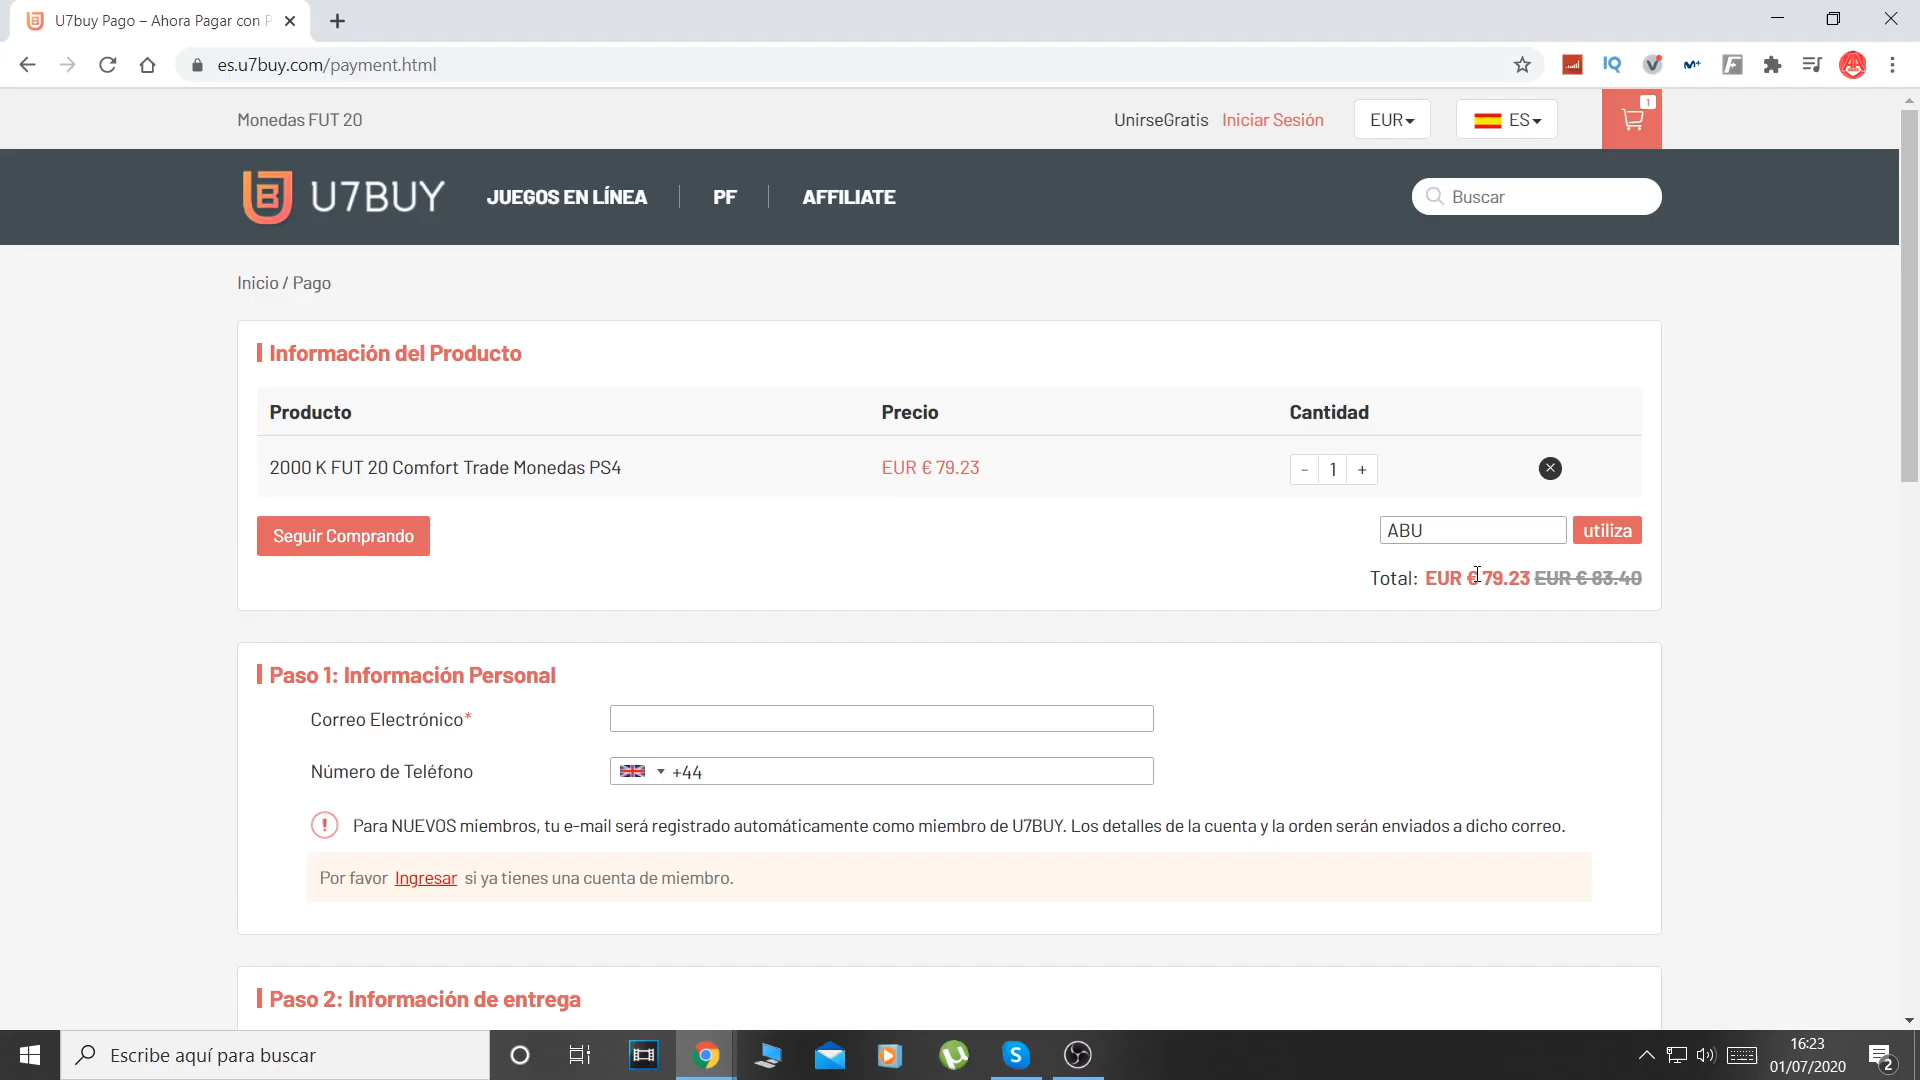 U7buy Pago – Ahora Pagar con P
es.u7buy.com/payment.html
Monedas FUT 20
UnirseGratis Iniciar Sesión
EUR
ES
1
U7BUY
JUEGOS EN LÍNEA
PF
AFFILIATE
Buscar
Inicio / Pago
Información del Producto
Producto Precio Cantidad
2000 K FUT 20 Comfort Trade Monedas PS4 EUR € 79.23 - 1 +
Seguir Comprando
ABU utiliza
Total: EUR € 79.23 EUR € 83.40
Paso 1: Información Personal
Correo Electrónico*
Número de Teléfono +44
Para NUEVOS miembros, tu e-mail será registrado automáticamente como miembro de U7BUY. Los detalles de la cuenta y la orden serán enviados a dicho correo.
Por favor Ingresar si ya tienes una cuenta de miembro.
Paso 2: Información de entrega
Escribe aquí para buscar
16:23
01/07/2020
2